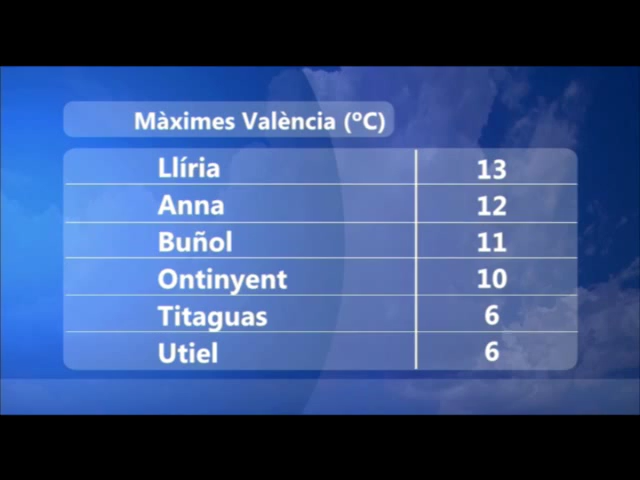 Màximes València (ºC)
Llíria 13
Anna 12
Buñol 11
Ontinyent 10
Titaguas 6
Utiel 6